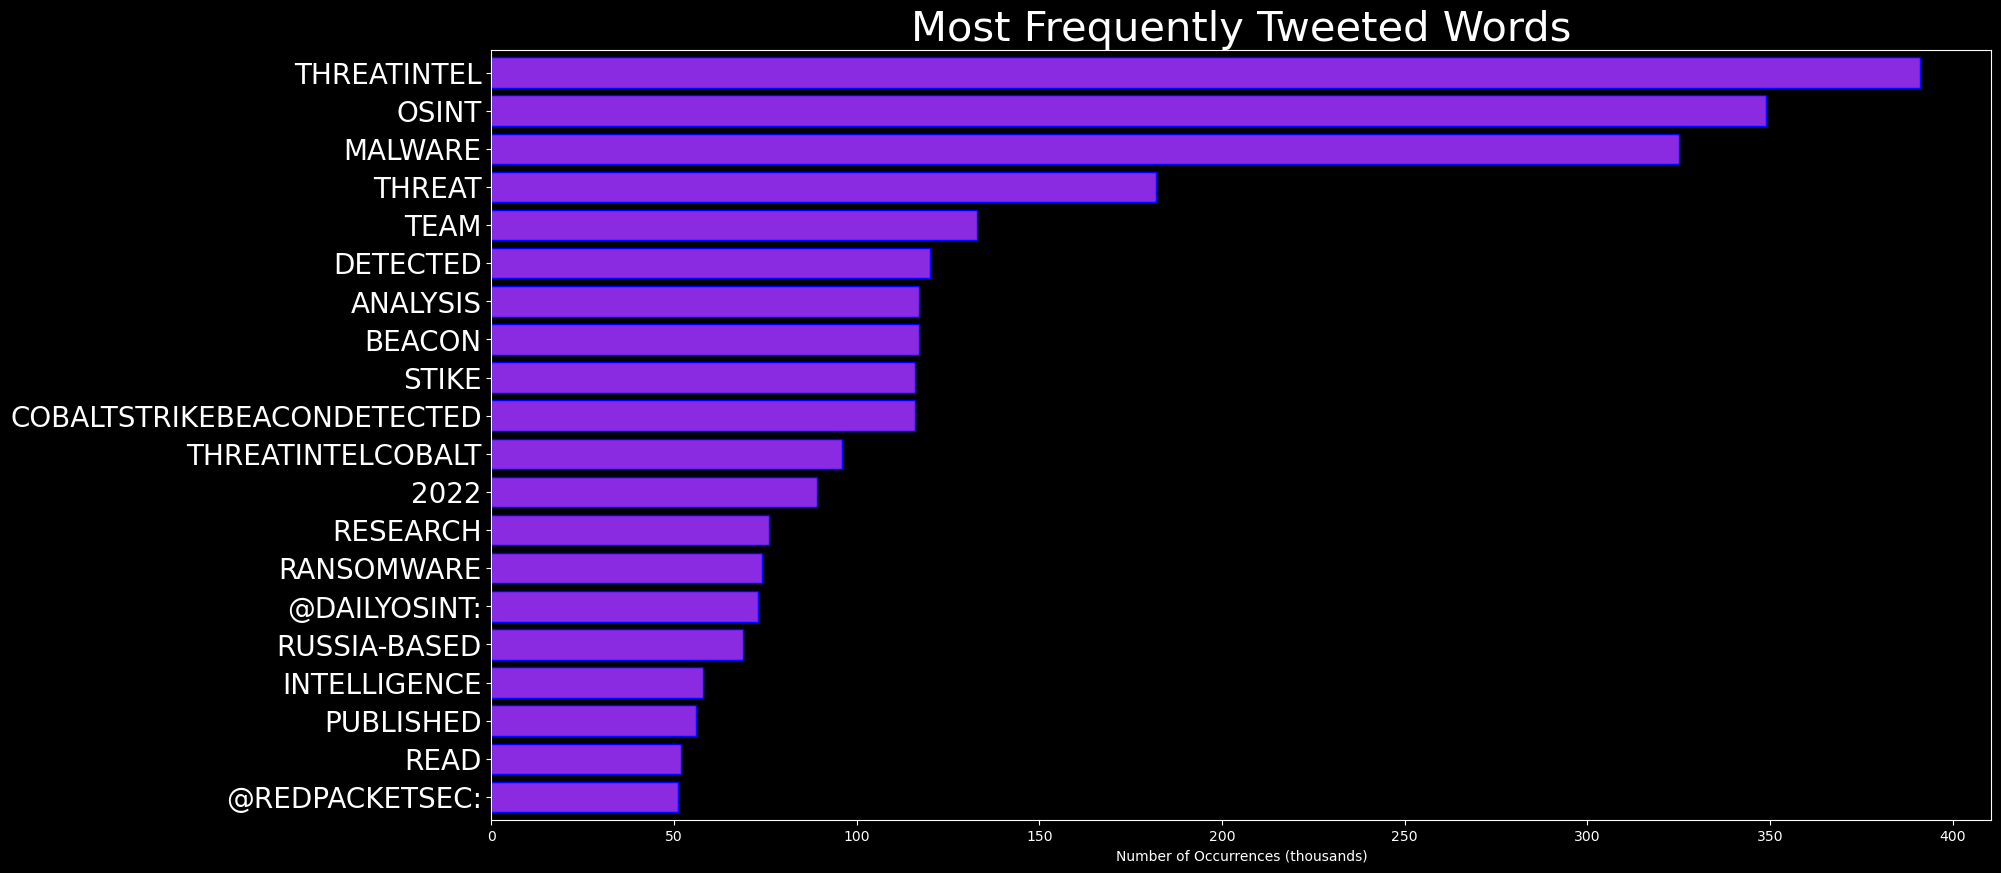 Most Frequently Tweeted Words
THREATINTEL
OSINT
MALWARE
THREAT
TEAM
DETECTED
ANALYSIS
BEACON
STIKE
COBALTSTRIKEBEACONDETECTED
THREATINTELCOBALT
2022
RESEARCH
RANSOMWARE
@DAILYOSINT:
RUSSIA-BASED
INTELLIGENCE
PUBLISHED
READ
@REDPACKETSEC:
0 50 100 150 200 250 300 350 400
Number of Occurrences (thousands)